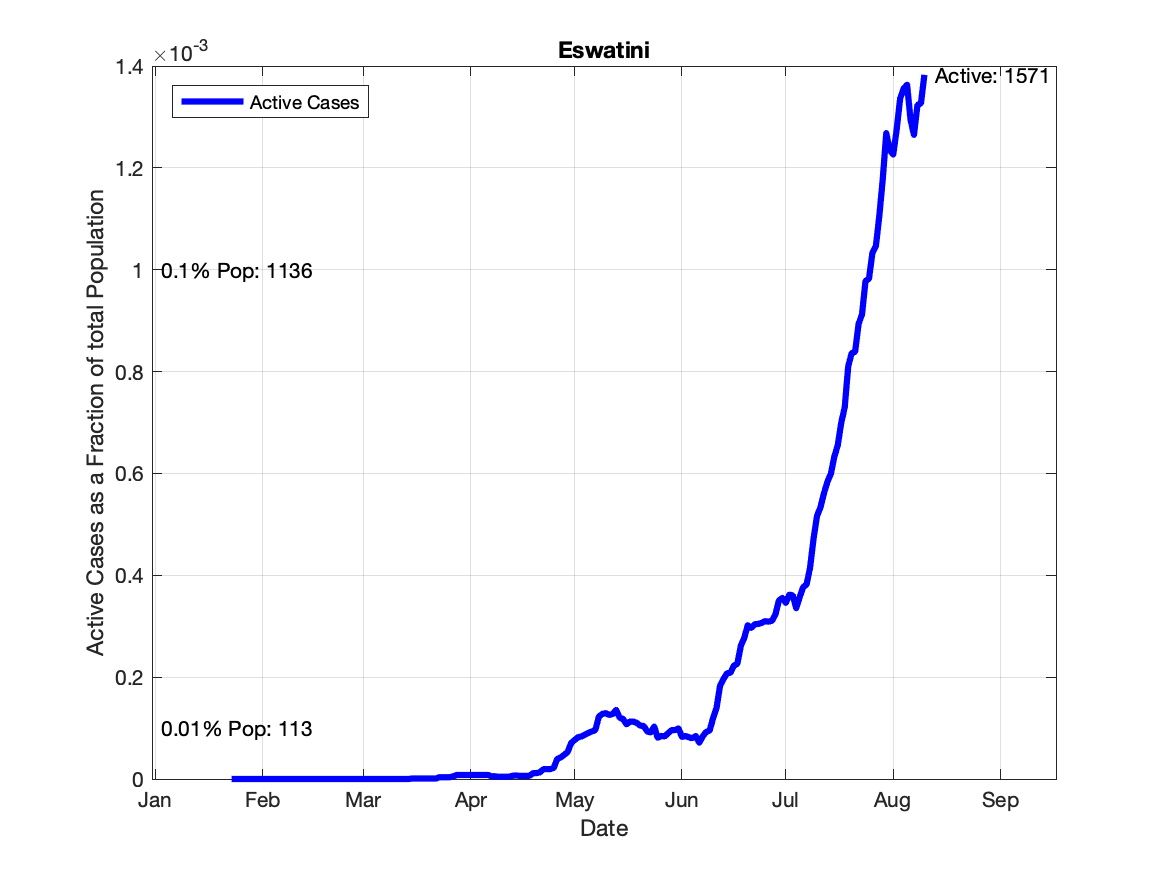 Eswatini
×10-3
1.4
Active: 1571
Active Cases
1.2
1
0.1% Pop: 1136
0.8
0.6
0.4
0.2
0.01% Pop: 113
0
Active Cases as a Fraction of total Population
Jan Feb Mar Apr May Jun Jul Aug Sep
Date